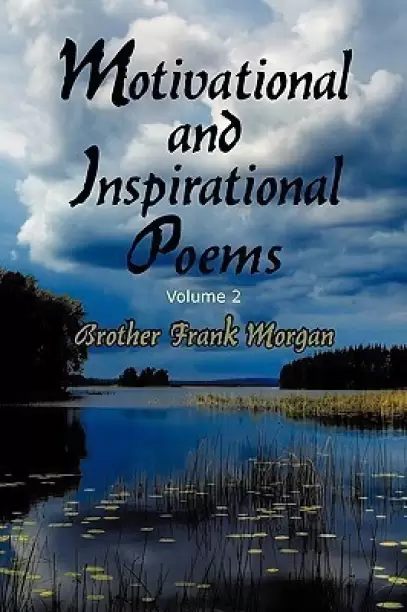 Motivational
and
Inspirational
Poems
Volume 2
Brother Frank Morgan